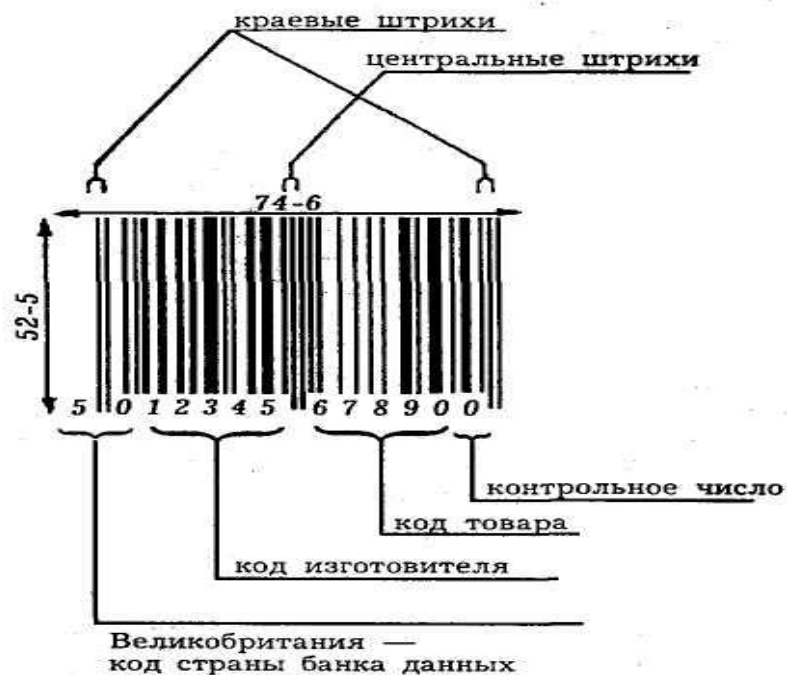 краевые штрихи
центральные штрихи
74-6
52-5
5 0 1 2 3 4 5 6 7 8 9 0 0
контрольное число
код товара
код изготовителя
Великобритания —
код страны банка данных